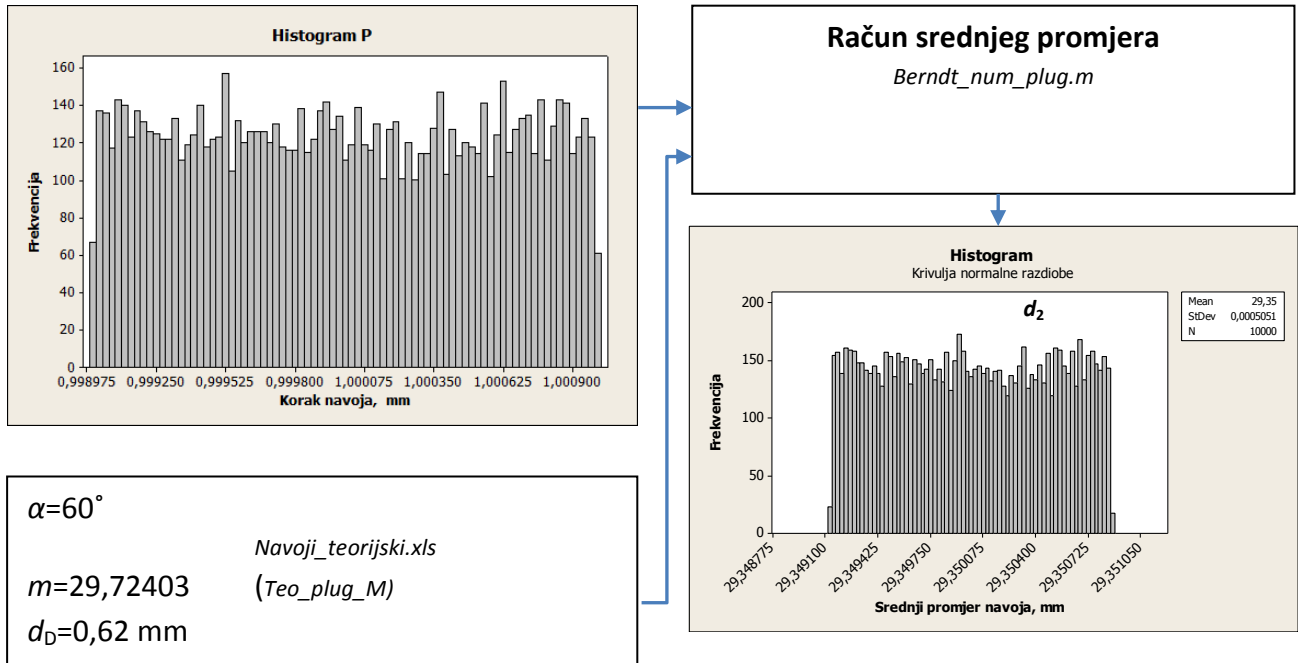 Histogram P
160
140
120
100
80
60
40
20
0
Frekvencija
0,998975 0,999250 0,999525 0,999800 1,000075 1,000350 1,000625 1,000900
Korak navoja, mm
Račun srednjeg promjera
Berndt_num_plug.m
Histogram
Krivulja normalne razdiobe
d₂
200
150
100
50
0
Frekvencija
29,348775 29,349100 29,349425 29,349750 29,350075 29,350400 29,350725 29,351050
Srednji promjer navoja, mm
Mean 29,35
StDev 0,0005051
N 10000
α=60˚
Navoji_teorijski.xls
m=29,72403 (Teo_plug_M)
d_D=0,62 mm